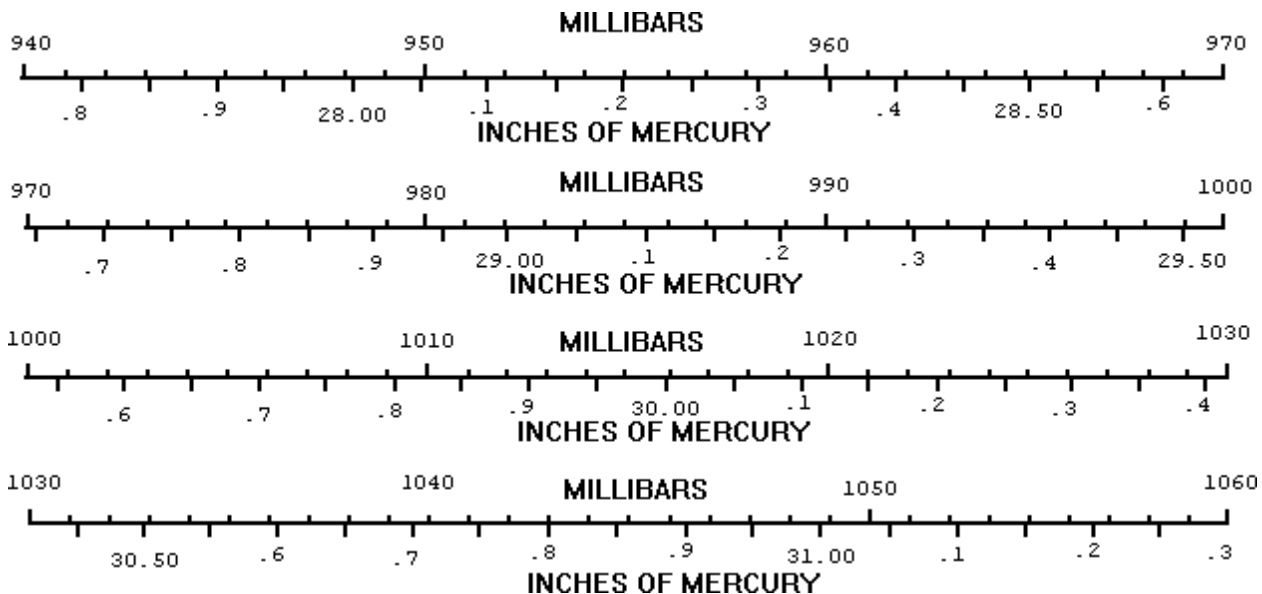 MILLIBARS
940 950 960 970
.8 .9 28.00 .1 .2 .3 .4 28.50 .6
INCHES OF MERCURY
MILLIBARS
970 980 990 1000
.7 .8 .9 29.00 .1 .2 .3 .4 29.50
INCHES OF MERCURY
1000 1010 MILLIBARS 1020 1030
.6 .7 .8 .9 30.00 .1 .2 .3 .4
INCHES OF MERCURY
1030 1040 MILLIBARS 1050 1060
30.50 .6 .7 .8 .9 31.00 .1 .2 .3
INCHES OF MERCURY